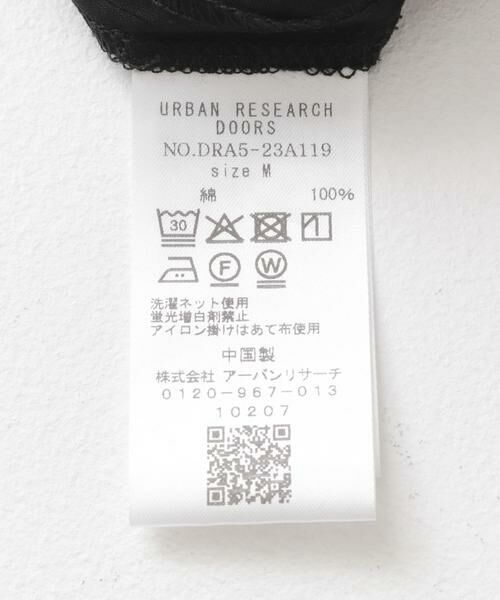 URBAN RESEARCH
DOORS
NO.DRA5-23A119
size M
綿 100%
30
F W
洗濯ネット使用
蛍光増白剤禁止
アイロン掛けはあて布使用
中国製
株式会社 アーバンリサーチ
0120-967-013
10207